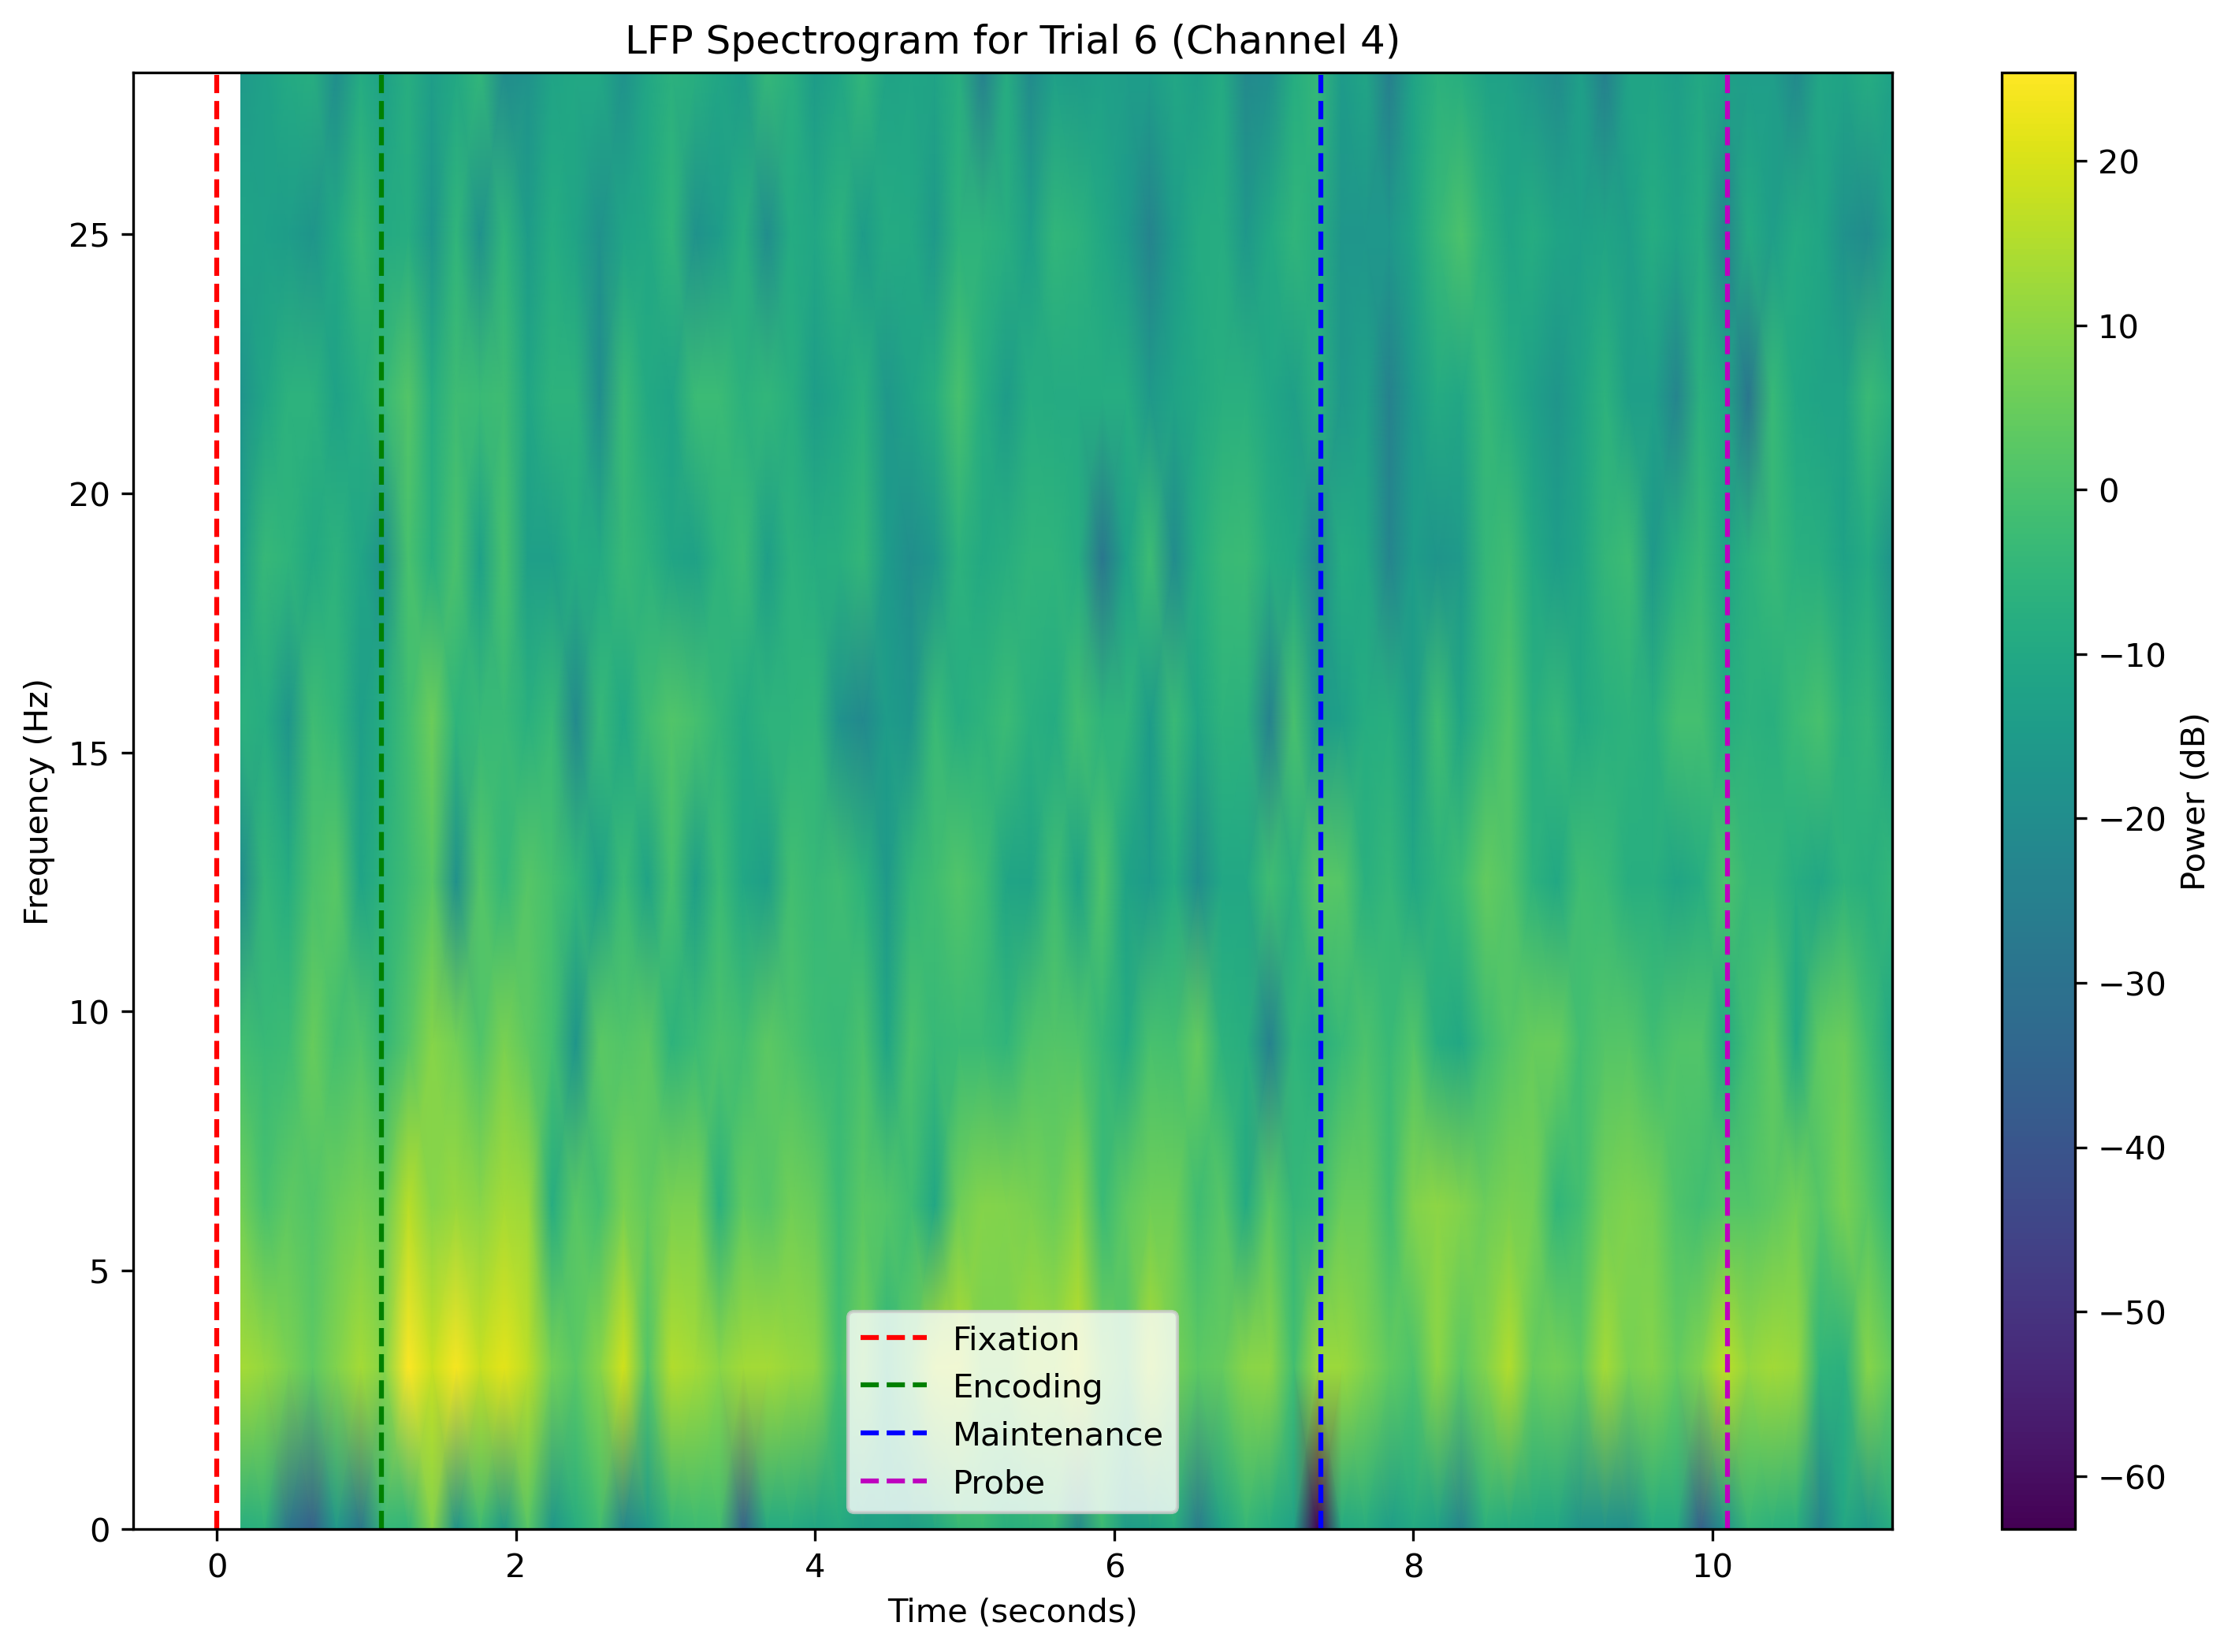 LFP Spectrogram for Trial 6 (Channel 4)
Frequency (Hz)
25
20
15
10
5
0
0 2 4 6 8 10
Time (seconds)
Fixation
Encoding
Maintenance
Probe
20
10
0
−10
−20
−30
−40
−50
−60
Power (dB)